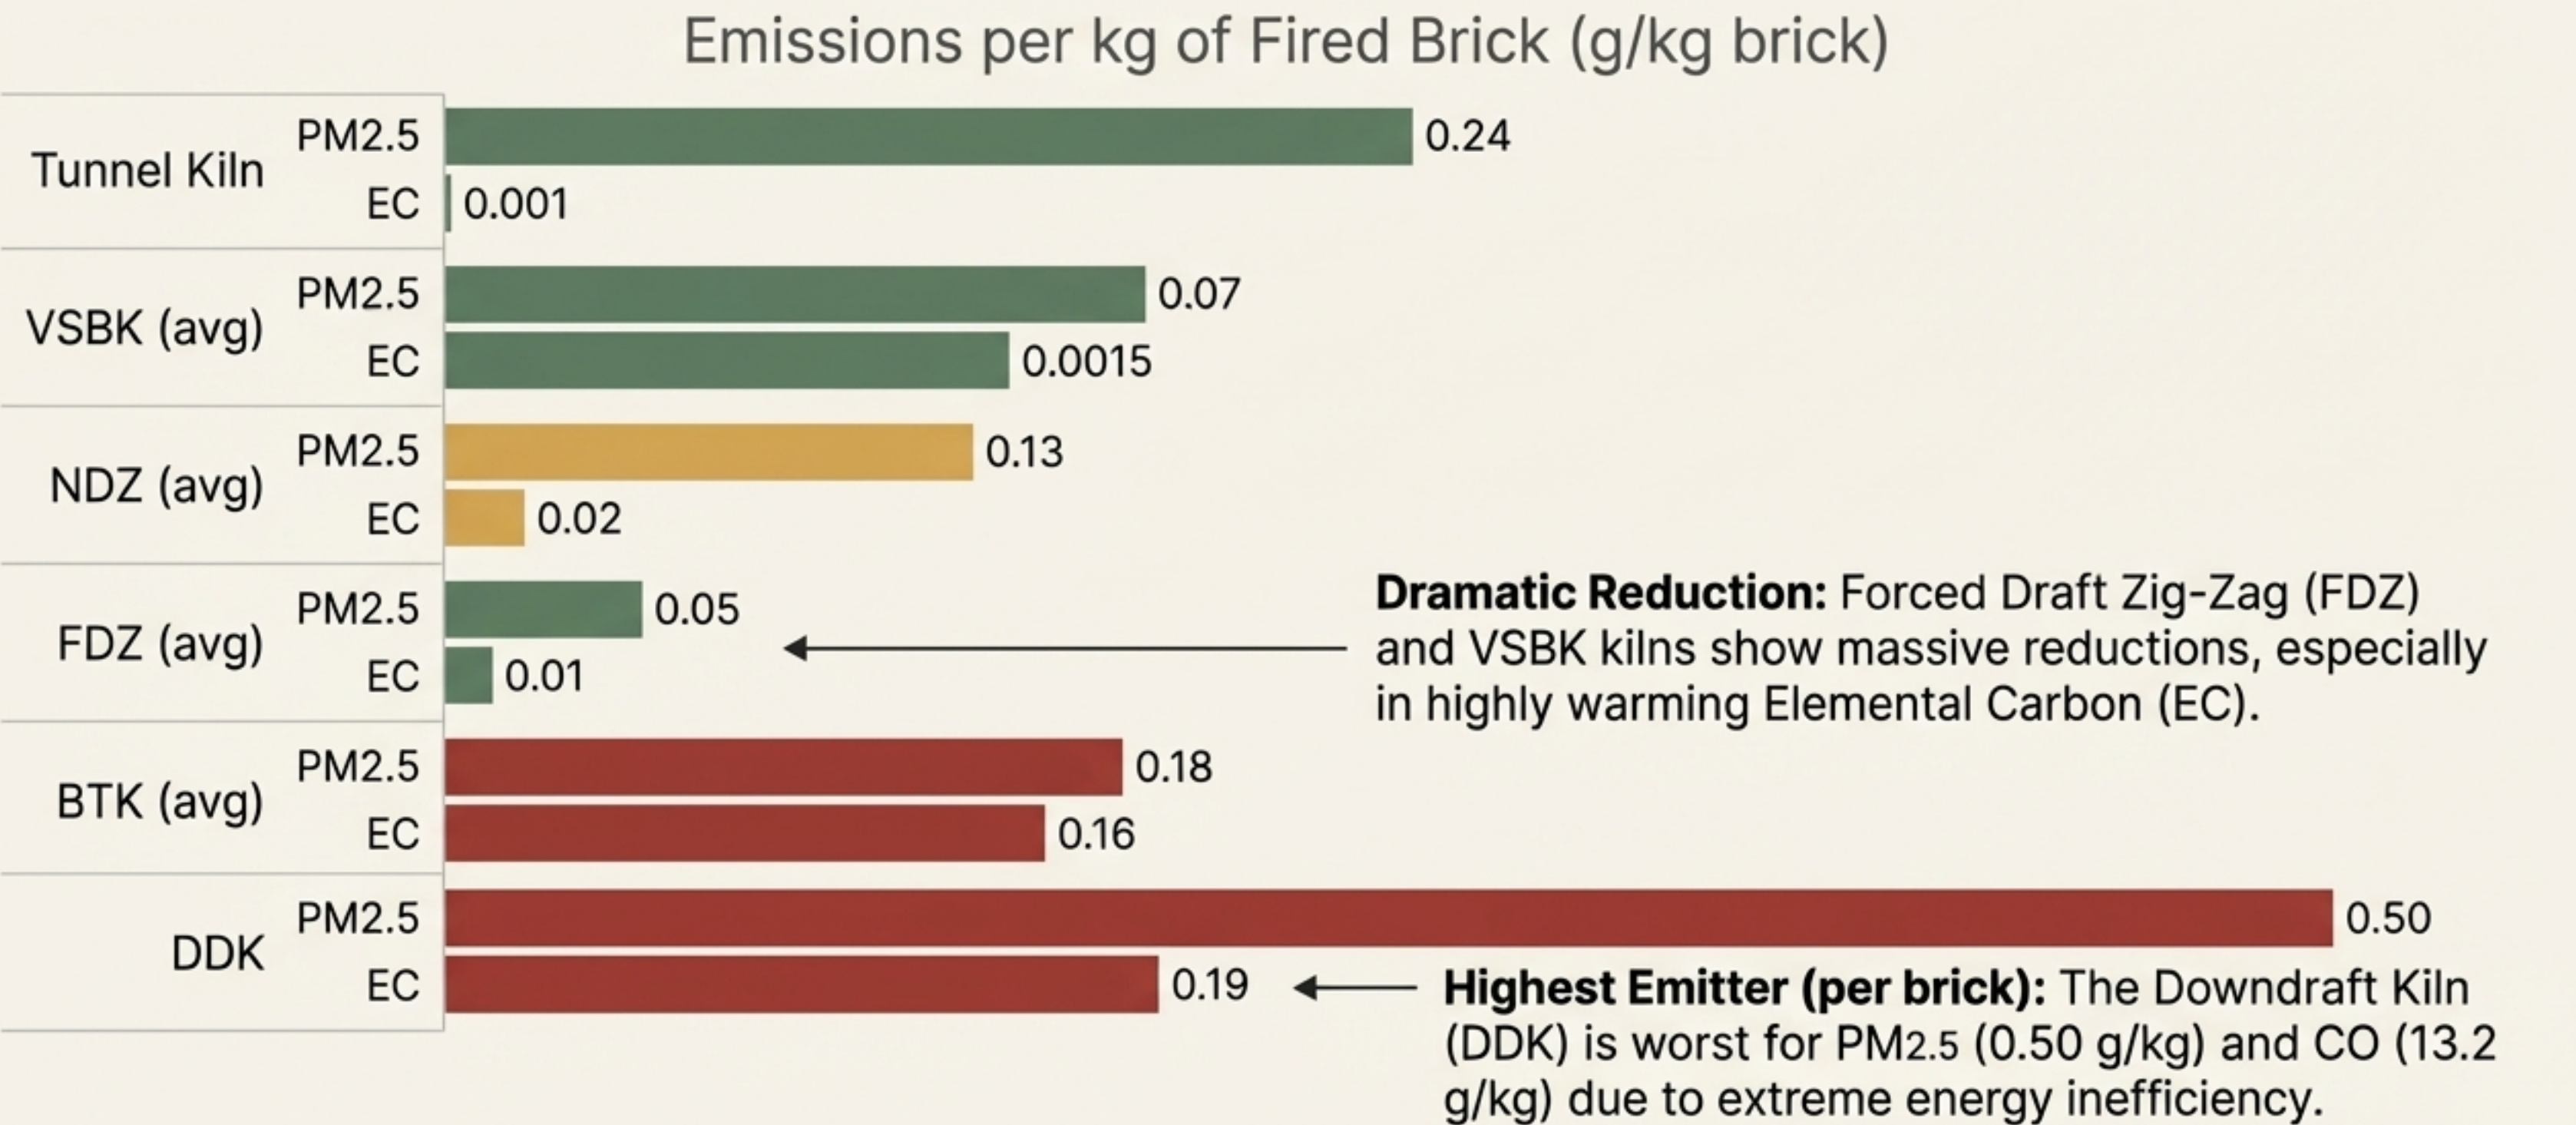 Emissions per kg of Fired Brick (g/kg brick)
Tunnel Kiln
PM2.5 0.24
EC 0.001
VSBK (avg)
PM2.5 0.07
EC 0.0015
NDZ (avg)
PM2.5 0.13
EC 0.02
FDZ (avg)
PM2.5 0.05
EC 0.01
Dramatic Reduction: Forced Draft Zig-Zag (FDZ)
and VSBK kilns show massive reductions, especially
in highly warming Elemental Carbon (EC).
BTK (avg)
PM2.5 0.18
EC 0.16
DDK
PM2.5 0.50
EC 0.19
Highest Emitter (per brick): The Downdraft Kiln
(DDK) is worst for PM2.5 (0.50 g/kg) and CO (13.2
g/kg) due to extreme energy inefficiency.